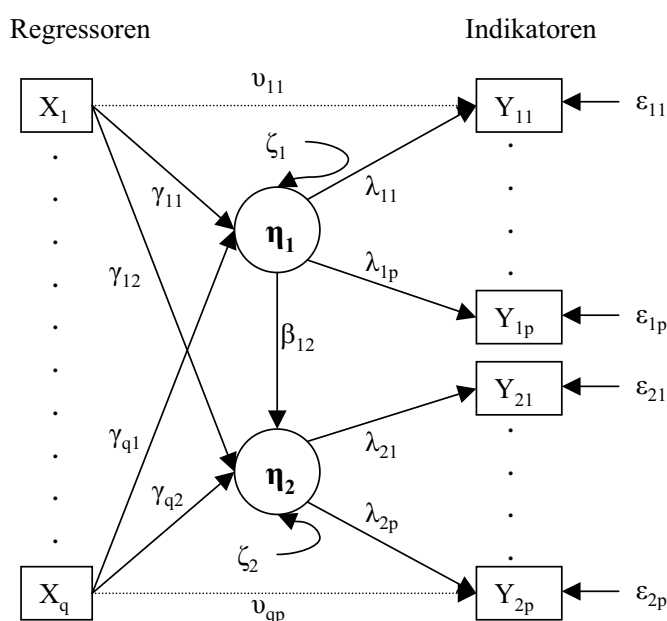 Regressoren Indikatoren
X₁ υ₁₁ Y₁₁ ε₁₁
ζ₁
γ₁₁ λ₁₁
η₁
γ₁₂ λ₁ₚ
Y₁ₚ ε₁ₚ
β₁₂
Y₂₁ ε₂₁
γq₁ λ₂₁
η₂
γq₂ λ₂ₚ
ζ₂
Xq υqp Y₂ₚ ε₂ₚ